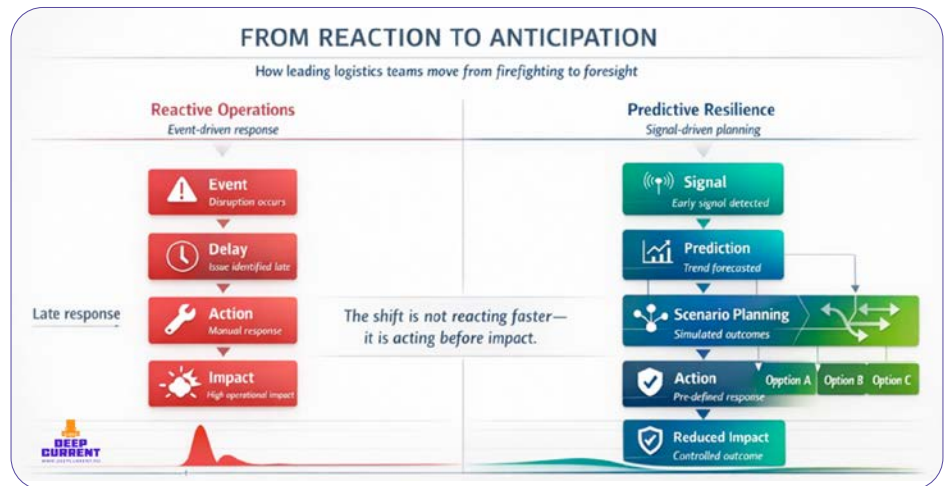 FROM REACTION TO ANTICIPATION
How leading logistics teams move from firefighting to foresight
Reactive Operations
Event-driven response
Event
Disruption occurs
Delay
Issue identified late
Late response
Action
Manual response
Impact
High operational impact
The shift is not reacting faster—
it is acting before impact.
Predictive Resilience
Signal-driven planning
Signal
Early signal detected
Prediction
Trend forecasted
Scenario Planning
Simulated outcomes
Action
Pre-defined response
Opption A
Option B
Option C
Reduced Impact
Controlled outcome
DEEP
CURRENT